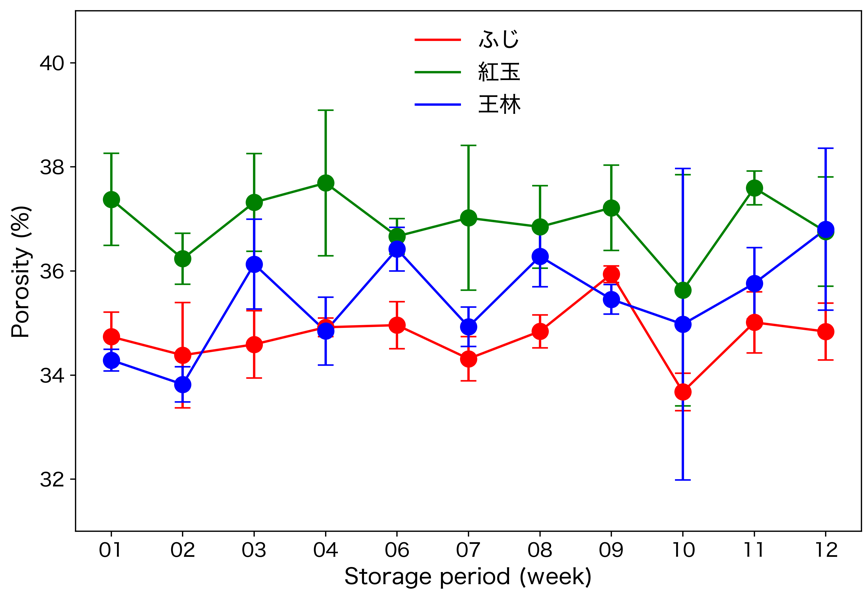 ふじ
紅玉
王林
40
38
36
34
32
Porosity (%)
01 02 03 04 06 07 08 09 10 11 12
Storage period (week)